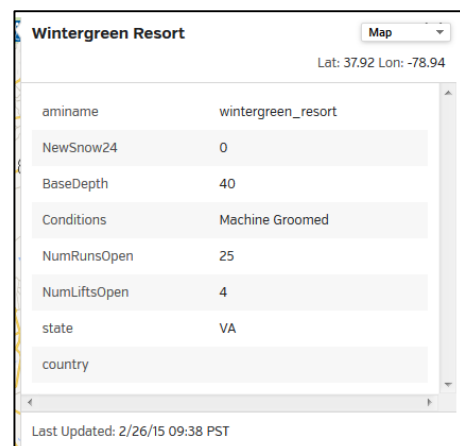 Wintergreen Resort Map
Lat: 37.92 Lon: -78.94
aminame wintergreen_resort
NewSnow24 0
BaseDepth 40
Conditions Machine Groomed
NumRunsOpen 25
NumLiftsOpen 4
state VA
country
Last Updated: 2/26/15 09:38 PST